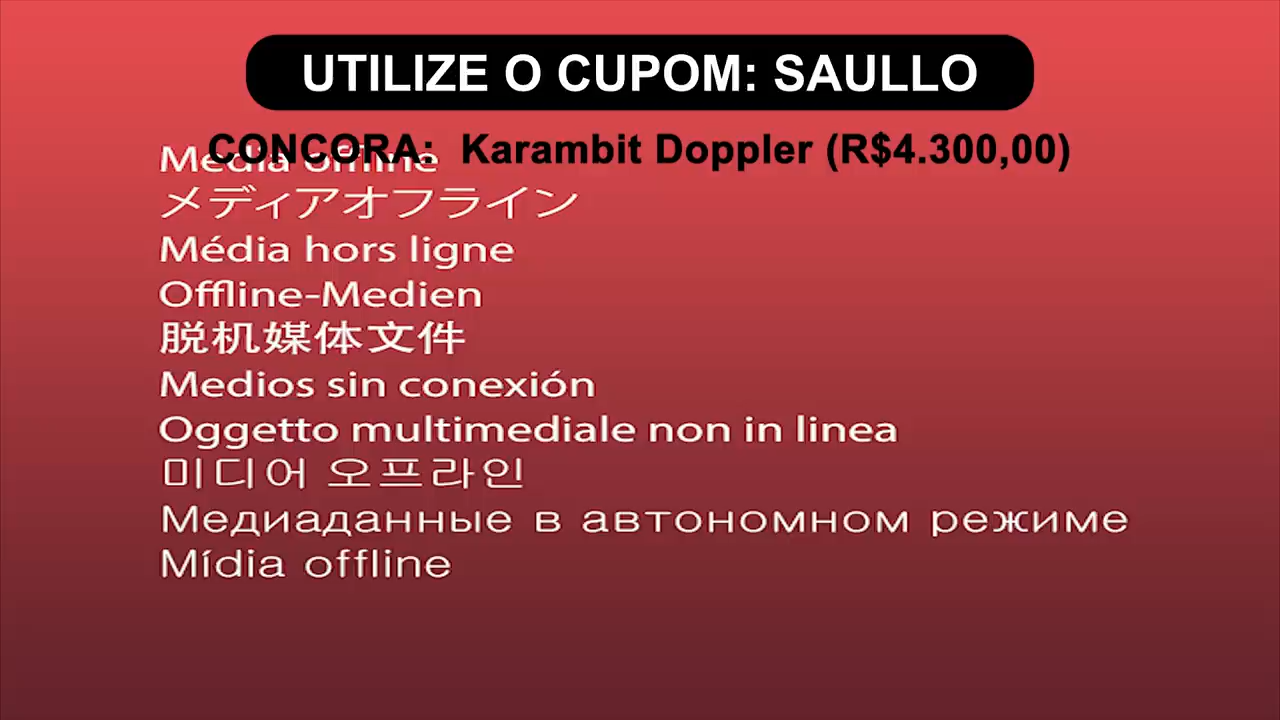 UTILIZE O CUPOM: SAULLO
CONCORA: Karambit Doppler (R$4.300,00)
Media offline
メディアオフライン
Média hors ligne
Offline-Medien
脱机媒体文件
Medios sin conexión
Oggetto multimediale non in linea
미디어 오프라인
Медиаданные в автономном режиме
Mídia offline